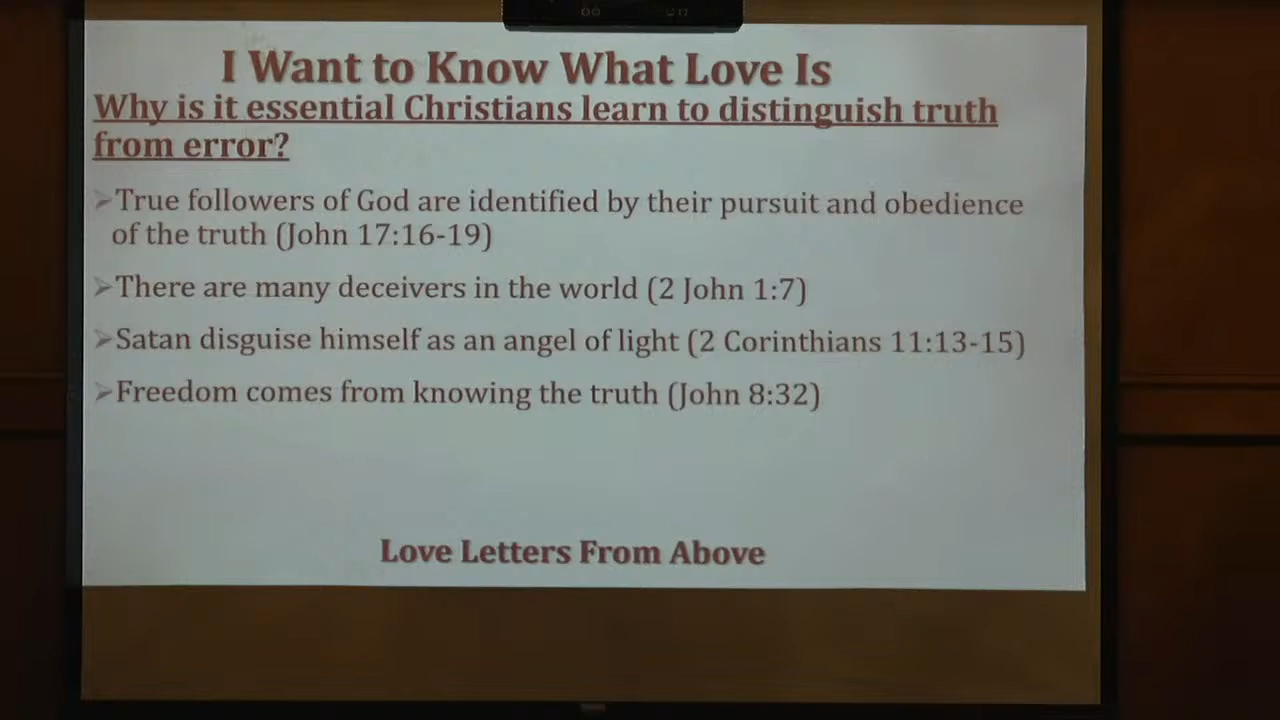 I Want to Know What Love Is
Why is it essential Christians learn to distinguish truth
from error?
➢True followers of God are identified by their pursuit and obedience
of the truth (John 17:16-19)
➢There are many deceivers in the world (2 John 1:7)
➢Satan disguise himself as an angel of light (2 Corinthians 11:13-15)
➢Freedom comes from knowing the truth (John 8:32)
Love Letters From Above